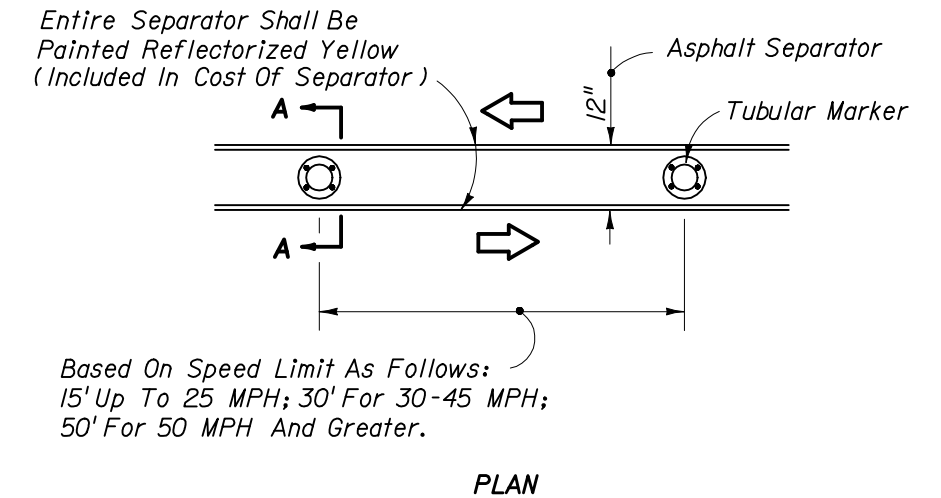 Entire Separator Shall Be
Painted Reflectorized Yellow
(Included In Cost Of Separator)
Asphalt Separator
12"
Tubular Marker
A
A
Based On Speed Limit As Follows:
15' Up To 25 MPH; 30' For 30-45 MPH;
50' For 50 MPH And Greater.
PLAN